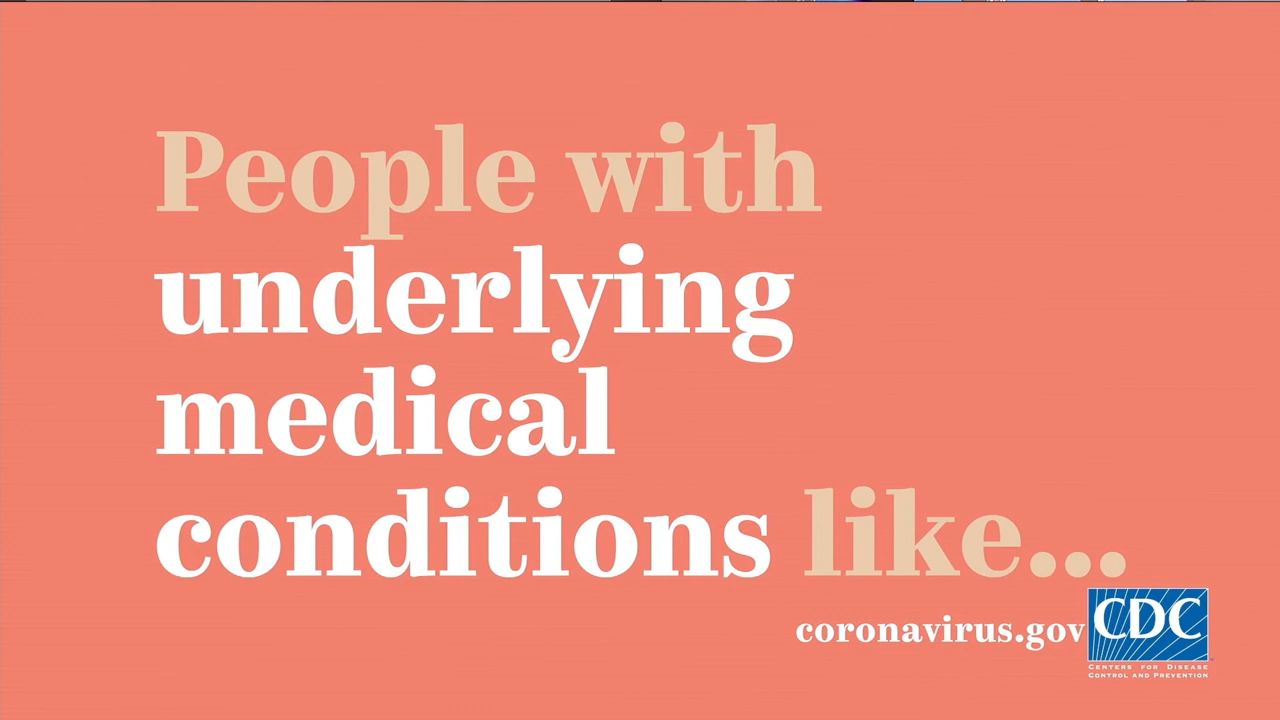 People with
underlying
medical
conditions like...
coronavirus.gov
CDC
CENTERS FOR DISEASE
CONTROL AND PREVENTION